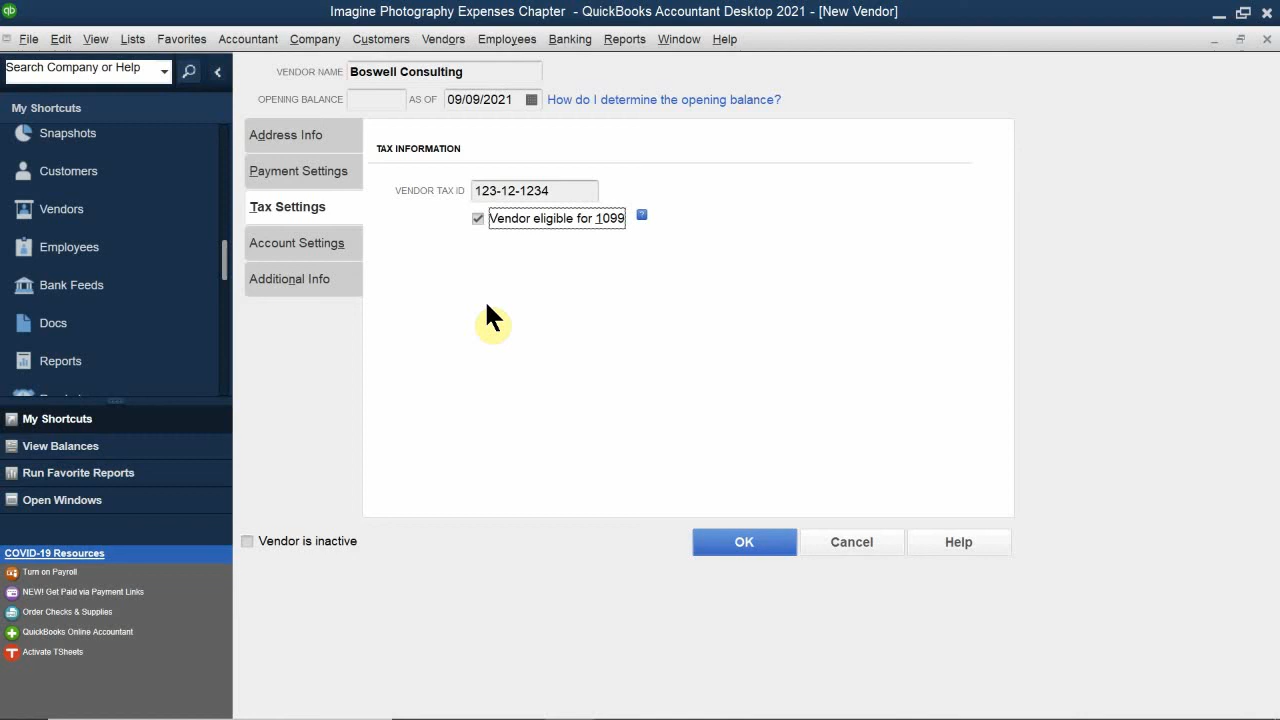 Imagine Photography Expenses Chapter - QuickBooks Accountant Desktop 2021 - [New Vendor]
File Edit View Lists Favorites Accountant Company Customers Vendors Employees Banking Reports Window Help
Search Company or Help
My Shortcuts
Snapshots
Customers
Vendors
Employees
Bank Feeds
Docs
Reports
My Shortcuts
View Balances
Run Favorite Reports
Open Windows
COVID-19 Resources
Turn on Payroll
NEW! Get Paid via Payment Links
Order Checks & Supplies
QuickBooks Online Accountant
Activate TSheets
VENDOR NAME Boswell Consulting
OPENING BALANCE AS OF 09/09/2021 How do I determine the opening balance?
Address Info
Payment Settings
Tax Settings
Account Settings
Additional Info
TAX INFORMATION
VENDOR TAX ID 123-12-1234
Vendor eligible for 1099 ?
Vendor is inactive
OK Cancel Help